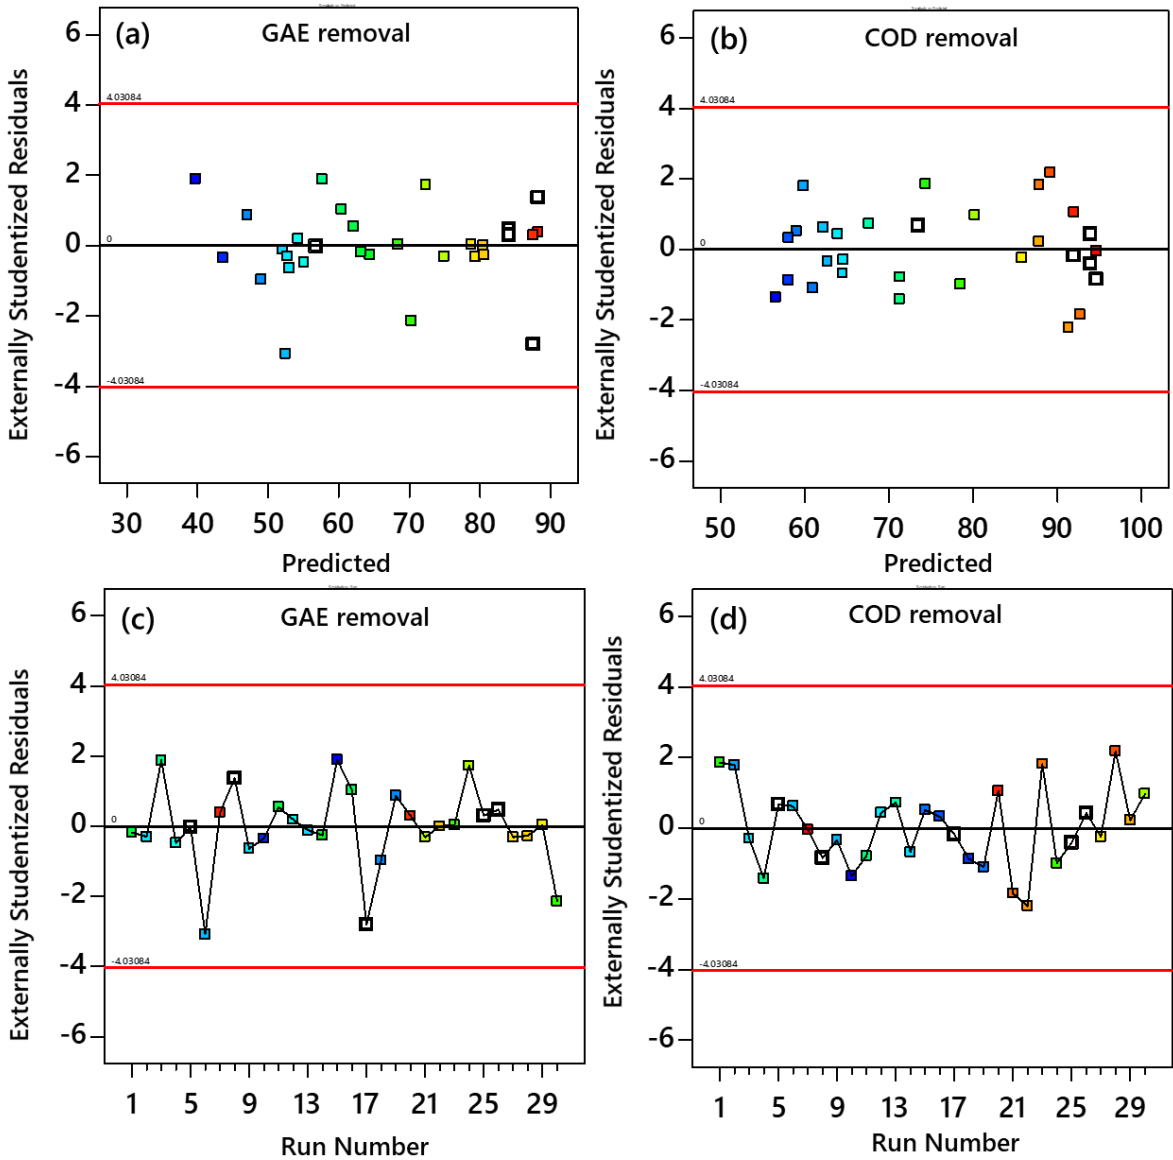 (a) GAE removal
Externally Studentized Residuals
6
4
2
0
-2
-4
-6
4.03084
0
-4.03084
30 40 50 60 70 80 90
Predicted
(b) COD removal
Externally Studentized Residuals
6
4
2
0
-2
-4
-6
4.03084
0
-4.03084
50 60 70 80 90 100
Predicted
(c) GAE removal
Externally Studentized Residuals
6
4
2
0
-2
-4
-6
4.03084
0
-4.03084
1 5 9 13 17 21 25 29
Run Number
(d) COD removal
Externally Studentized Residuals
6
4
2
0
-2
-4
-6
4.03084
0
-4.03084
1 5 9 13 17 21 25 29
Run Number